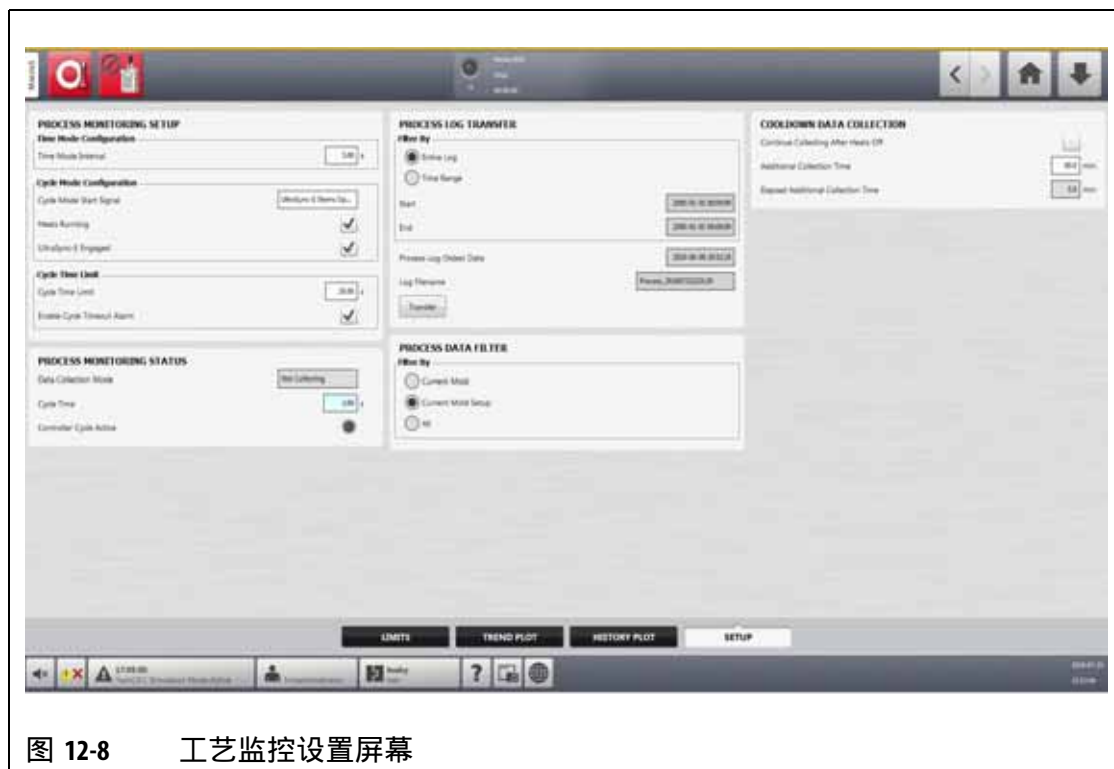 PROCESS MONITORING SETUP
Time Mode Configuration
Time Mode Interval
5.00 s
Cycle Mode Configuration
Cycle Mode Start Signal
Heats Running
UltraSync-E Engaged
Cycle Time Limit
Cycle Time Limit
Enable Cycle Timeout Alarm
PROCESS MONITORING STATUS
Data Collection Mode
Not Collecting
Cycle Time
Controller Cycle Active
PROCESS LOG TRANSFER
Filter By
Entire Log
Time Range
Start
End
Process Log Oldest Date
Log Filename
Transfer
PROCESS DATA FILTER
Filter By
Current Mold
Current Mold Setup
All
COOLDOWN DATA COLLECTION
Continue Collecting After Heats Off
Additional Collection Time
min
Elapsed Additional Collection Time
min
LIMITS
TREND PLOT
HISTORY PLOT
SETUP
?
图 12-8 工艺监控设置屏幕